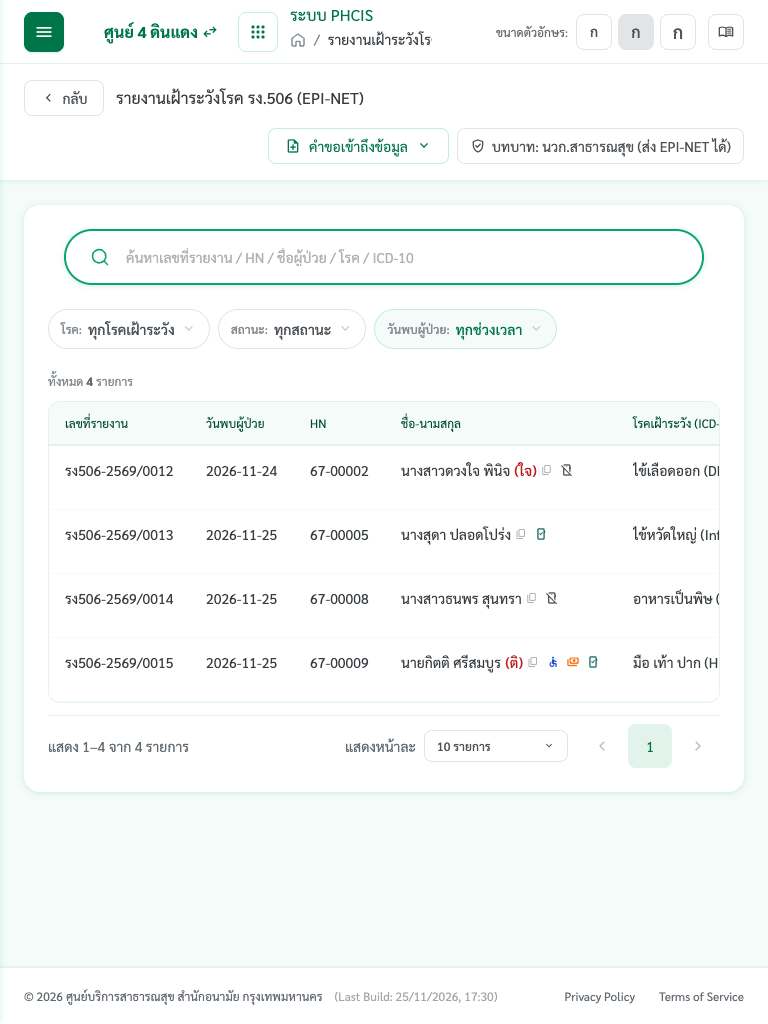 ศูนย์ 4 ดินแดง
ระบบ PHCIS
/ รายงานเฝ้าระวังโร
ขนาดตัวอักษร: ก ก ก
กลับ รายงานเฝ้าระวังโรค รง.506 (EPI-NET)
คำขอเข้าถึงข้อมูล บทบาท: นวก.สาธารณสุข (ส่ง EPI-NET ได้)
ค้นหาเลขที่รายงาน / HN / ชื่อผู้ป่วย / โรค / ICD-10
โรค: ทุกโรคเฝ้าระวัง สถานะ: ทุกสถานะ วันพบผู้ป่วย: ทุกช่วงเวลา
ทั้งหมด 4 รายการ
เลขที่รายงาน วันพบผู้ป่วย HN ชื่อ-นามสกุล โรคเฝ้าระวัง (ICD-
รง506-2569/0012 2026-11-24 67-00002 นางสาวดวงใจ พินิจ (ใจ) ไข้เลือดออก (D
รง506-2569/0013 2026-11-25 67-00005 นางสุดา ปลอดโปร่ง ไข้หวัดใหญ่ (Inf
รง506-2569/0014 2026-11-25 67-00008 นางสาวธนพร สุนทรา อาหารเป็นพิษ (
รง506-2569/0015 2026-11-25 67-00009 นายกิตติ ศรีสมบูร (ติ) มือ เท้า ปาก (H
แสดง 1–4 จาก 4 รายการ แสดงหน้าละ 10 รายการ 1
© 2026 ศูนย์บริการสาธารณสุข สำนักอนามัย กรุงเทพมหานคร (Last Build: 25/11/2026, 17:30) Privacy Policy Terms of Service